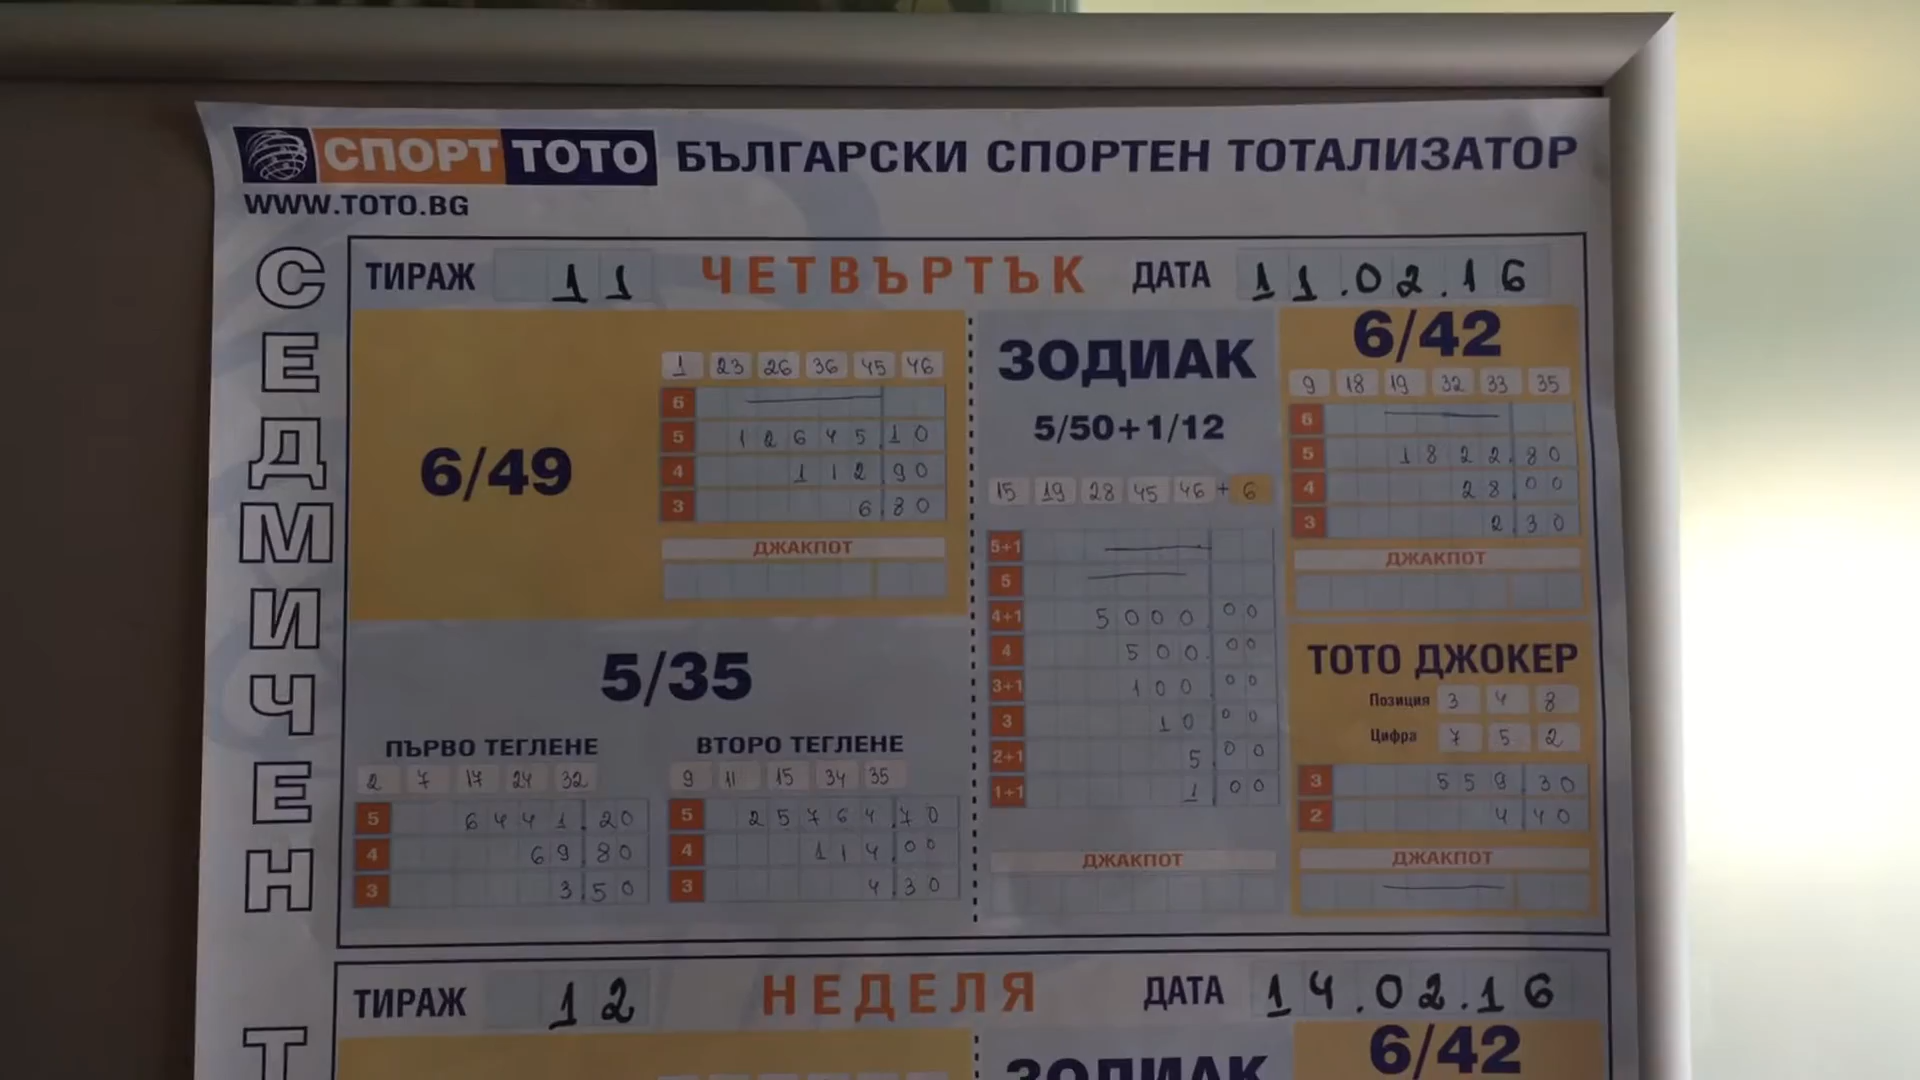 СПОРТ ТОТО БЪЛГАРСКИ СПОРТЕН ТОТАЛИЗАТОР
WWW.TOTO.BG
СЕДМИЧЕН Т
ТИРАЖ 11 ЧЕТВЪРТЪК ДАТА 11.02.16
6/49
1 23 26 36 45 46
6
5 12645.10
4 112.90
3 6.80
ДЖАКПОТ
5/35
ПЪРВО ТЕГЛЕНЕ
2 7 17 24 32
5 6441.20
4 69.80
3 3.50
ВТОРО ТЕГЛЕНЕ
9 11 15 34 35
5 25764.70
4 114.00
3 4.30
ЗОДИАК
5/50+1/12
15 19 28 45 46 + 6
5+1
5
4+1 5000.00
4 500.00
3+1 100.00
3 10.00
2+1 5.00
1+1 1.00
ДЖАКПОТ
6/42
9 18 19 32 33 35
6
5 1822.80
4 28.00
3 2.30
ДЖАКПОТ
ТОТО ДЖОКЕР
Позиция 3 4 8
Цифра 7 5 2
3 559.30
2 4.40
ДЖАКПОТ
ТИРАЖ 12 НЕДЕЛЯ ДАТА 14.02.16
ЗОДИАК
6/42